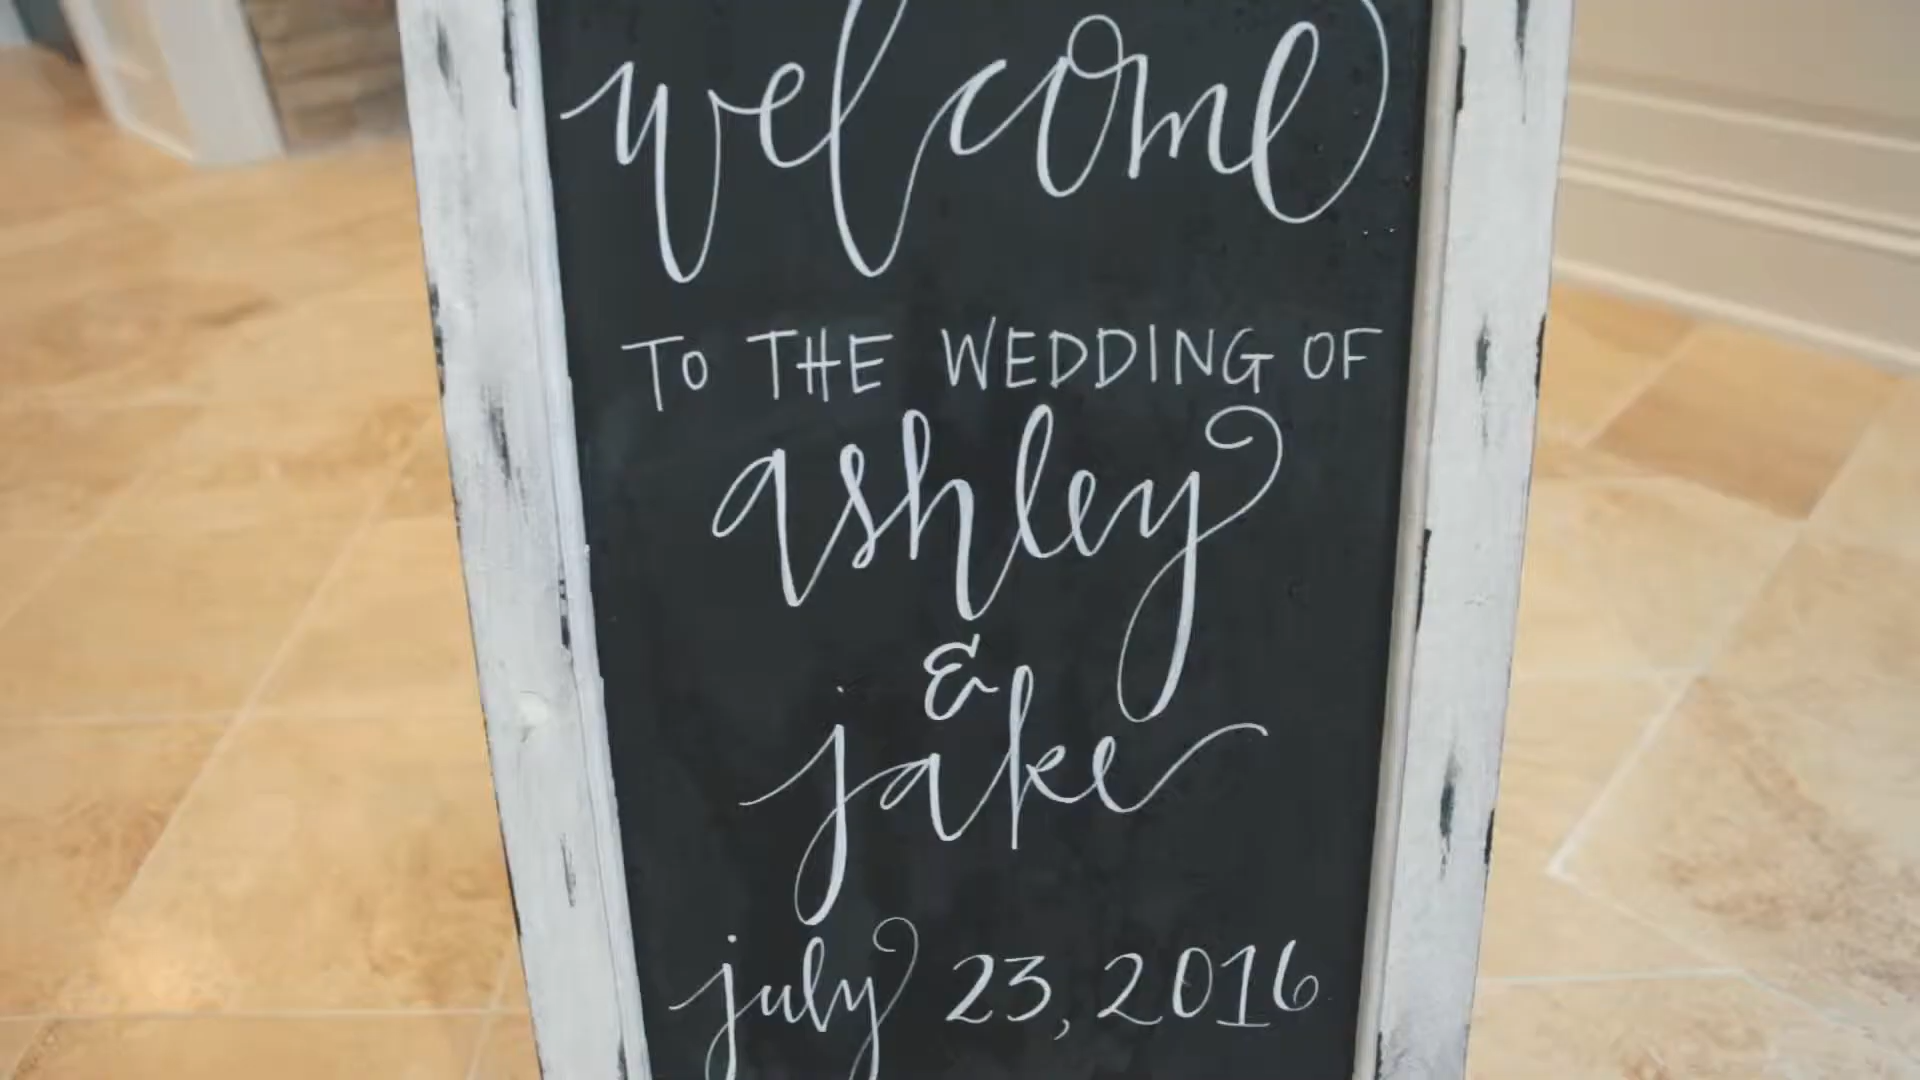 welcome
TO THE WEDDING OF
ashley
&
jake
july 23, 2016